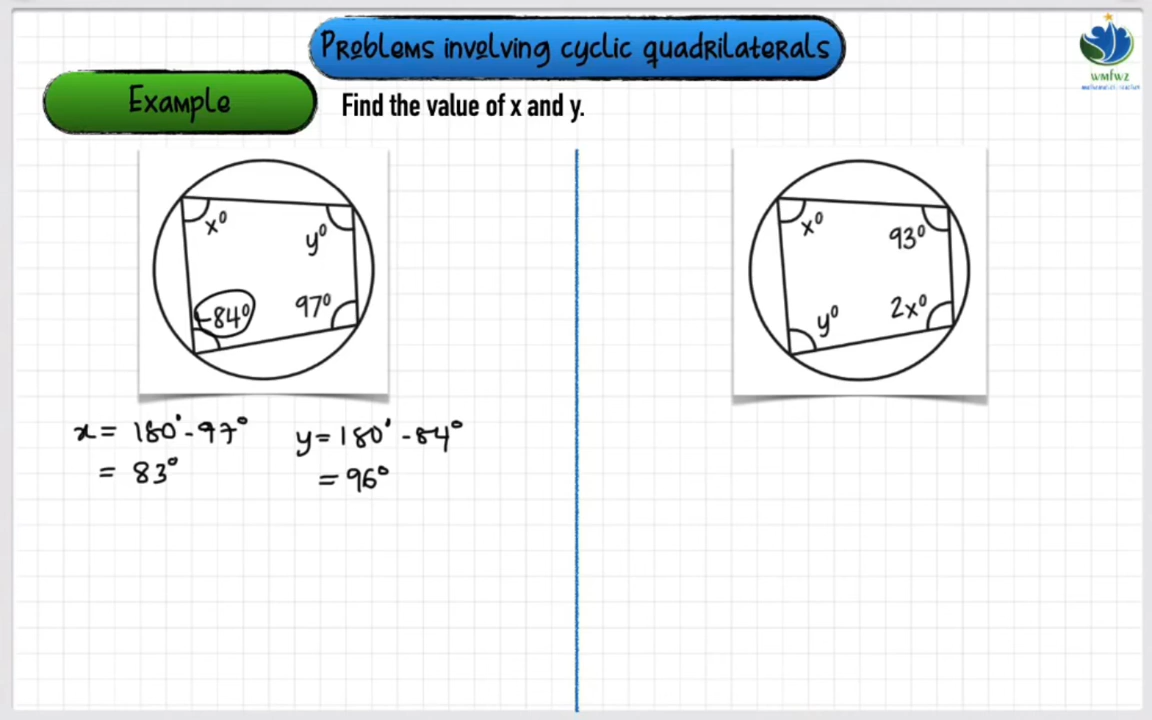 Problems involving cyclic quadrilaterals
Example
Find the value of x and y.
WMFWZ
x°
y°
84°
97°
x = 180° - 97°
= 83°
y = 180° - 84°
= 96°
x°
93°
y°
2x°